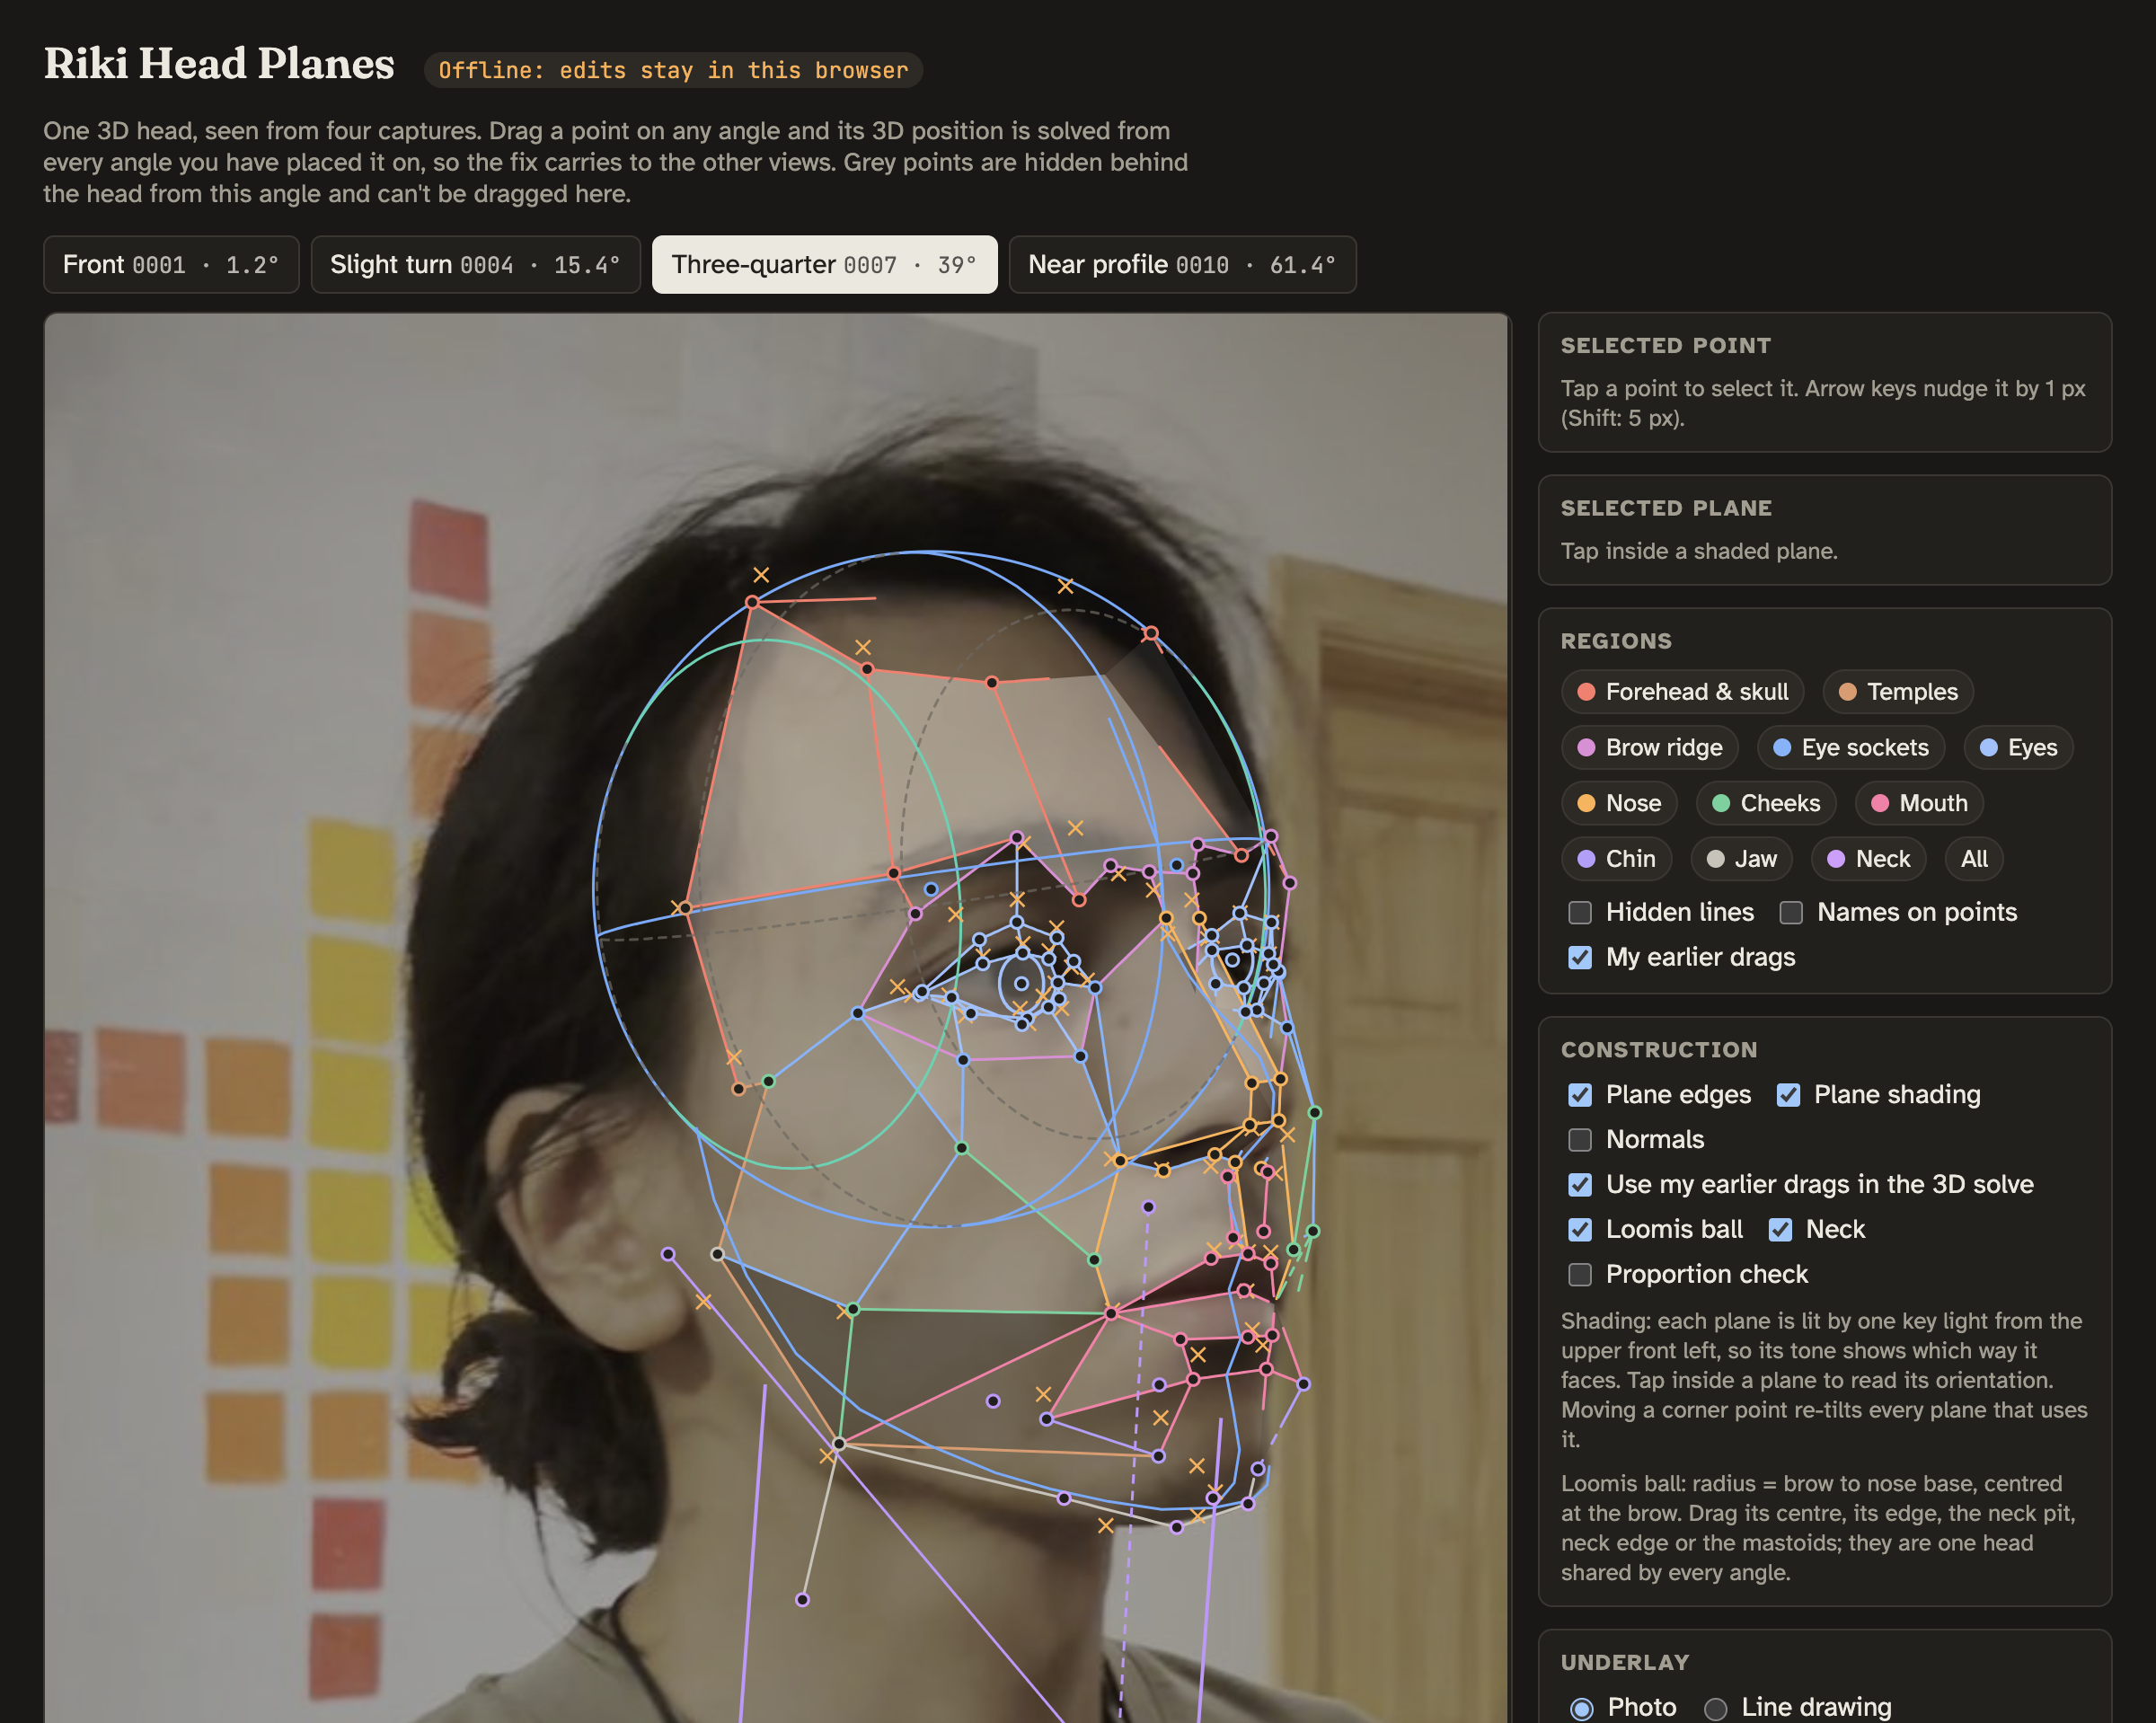 Riki Head Planes
Offline: edits stay in this browser
One 3D head, seen from four captures. Drag a point on any angle and its 3D position is solved from
every angle you have placed it on, so the fix carries to the other views. Grey points are hidden behind
the head from this angle and can't be dragged here.
Front 0001 · 1.2°
Slight turn 0004 · 15.4°
Three-quarter 0007 · 39°
Near profile 0010 · 61.4°
SELECTED POINT
Tap a point to select it. Arrow keys nudge it by 1 px
(Shift: 5 px).
SELECTED PLANE
Tap inside a shaded plane.
REGIONS
Forehead & skull
Temples
Brow ridge
Eye sockets
Eyes
Nose
Cheeks
Mouth
Chin
Jaw
Neck
All
Hidden lines
Names on points
My earlier drags
CONSTRUCTION
Plane edges
Plane shading
Normals
Use my earlier drags in the 3D solve
Loomis ball
Neck
Proportion check
Shading: each plane is lit by one key light from the
upper front left, so its tone shows which way it
faces. Tap inside a plane to read its orientation.
Moving a corner point re-tilts every plane that uses
it.
Loomis ball: radius = brow to nose base, centred
at the brow. Drag its centre, its edge, the neck pit,
neck edge or the mastoids; they are one head
shared by every angle.
UNDERLAY
Photo
Line drawing